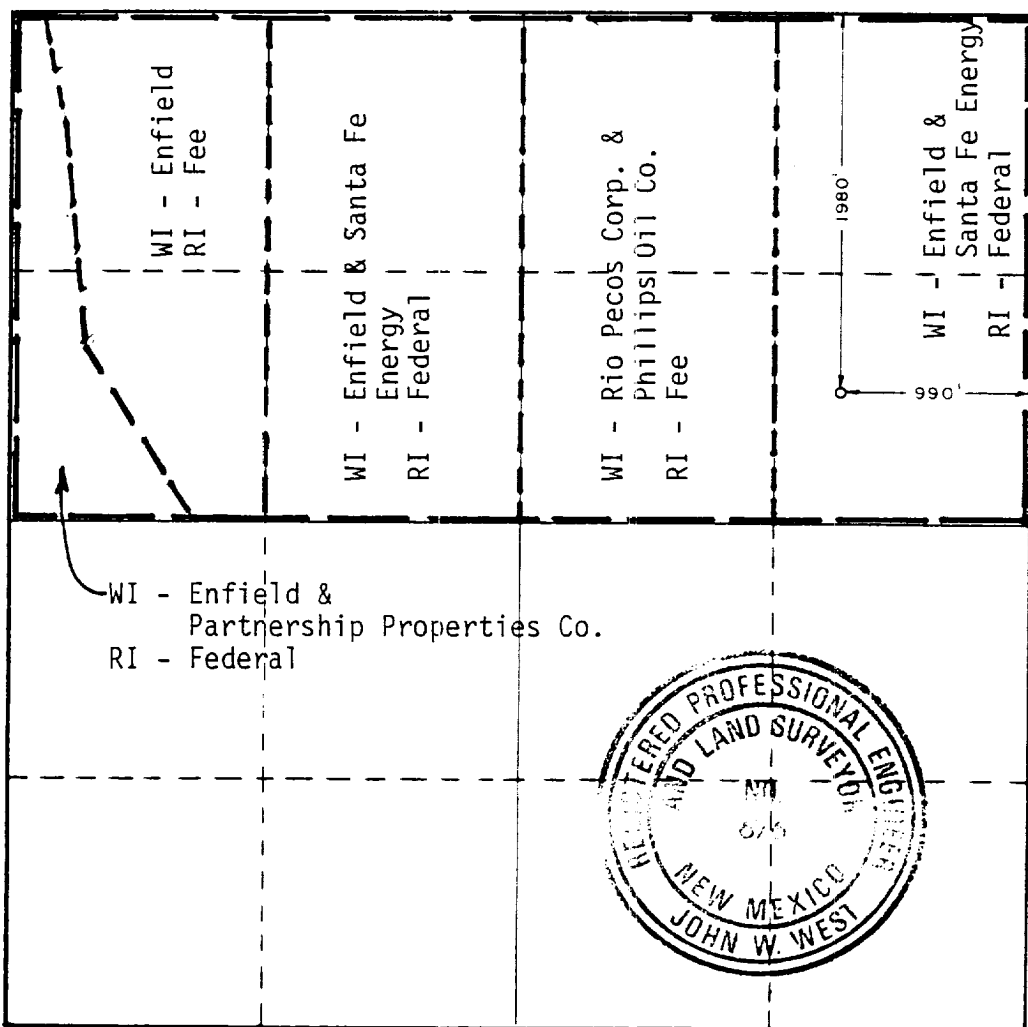 WI - Enfield
RI - Fee
WI - Enfield & Santa Fe
Energy
RI - Federal
WI - Rio Pecos Corp. &
Phillips Oil Co.
RI - Fee
1980'
WI - Enfield &
Santa Fe Energy
RI - Federal
990'
WI - Enfield &
Partnership Properties Co.
RI - Federal
REGISTERED PROFESSIONAL ENGINEER
AND LAND SURVEYOR
NO.
NEW MEXICO
JOHN W. WEST